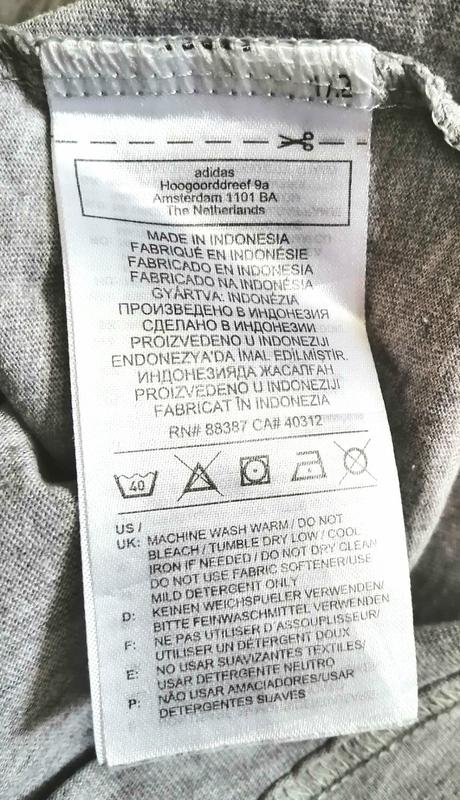 1/2
adidas
Hoogoorddreef 9a
Amsterdam 1101 BA
The Netherlands
MADE IN INDONESIA
FABRIQUÉ EN INDONÉSIE
FABRICADO EN INDONESIA
FABRICADO NA INDONÉSIA
GYÁRTVA: INDONÉZIA
ПРОИЗВЕДЕНО В ИНДОНЕЗИЯ
СДЕЛАНО В ИНДОНЕЗИИ
PROIZVEDENO U INDONEZIJI
ENDONEZYA'DA İMAL EDİLMİSTİR.
ИНДОНЕЗИЯДА ЖАСАЛҒАН
PROIZVEDENO U INDONEZIJI
FABRICAT ÎN INDONEZIA
RN# 88387 CA# 40312
40
US /
UK: MACHINE WASH WARM / DO NOT
BLEACH / TUMBLE DRY LOW / COOL
IRON IF NEEDED / DO NOT DRY CLEAN
DO NOT USE FABRIC SOFTENER/USE
MILD DETERGENT ONLY
D: KEINEN WEICHSPUELER VERWENDEN/
BITTE FEINWASCHMITTEL VERWENDEN
F: NE PAS UTILISER D'ASSOUPLISSEUR/
UTILISER UN DÉTERGENT DOUX
E: NO USAR SUAVIZANTES TEXTILES/
USAR DETERGENTE NEUTRO
P: NÃO USAR AMACIADORES/USAR
DETERGENTES SUAVES